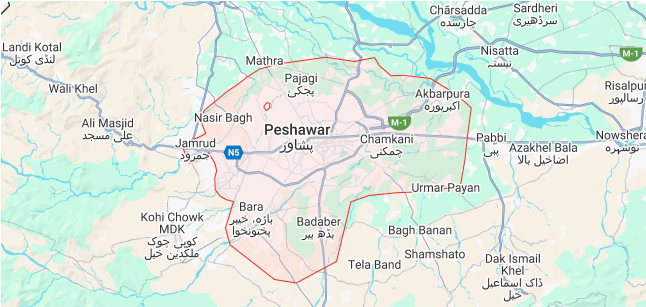 Chārsadda
چارسدہ
Sardheri
سرڈھیری
Landi Kotal
لنڈی کوتل
Nisatta
نیستہ
M-1
Mathra
Wali Khel
Pajagi
پجگی
Akbarpura
اکبرپورہ
Risalpur
رسالپور
Ali Masjid
علی مسجد
Nasir Bagh
Peshawar
پشاور
M-1
Chamkani
چمکنی
Pabbi
پبی
Nowshera
نوشہرہ
Jamrud
جمرود
N5
Azakhel Bala
اضاخیل بالا
Urmar Payan
Bara
باڑہ، خیبر
پختونخوا
Kohi Chowk
MDK
کوہی چوک
ملکدین خیل
Badaber
بڈھ بیر
Bagh Banan
Shamshato
Tela Band
Dak Ismail
Khel
ڈاک اسماعیل
خیل